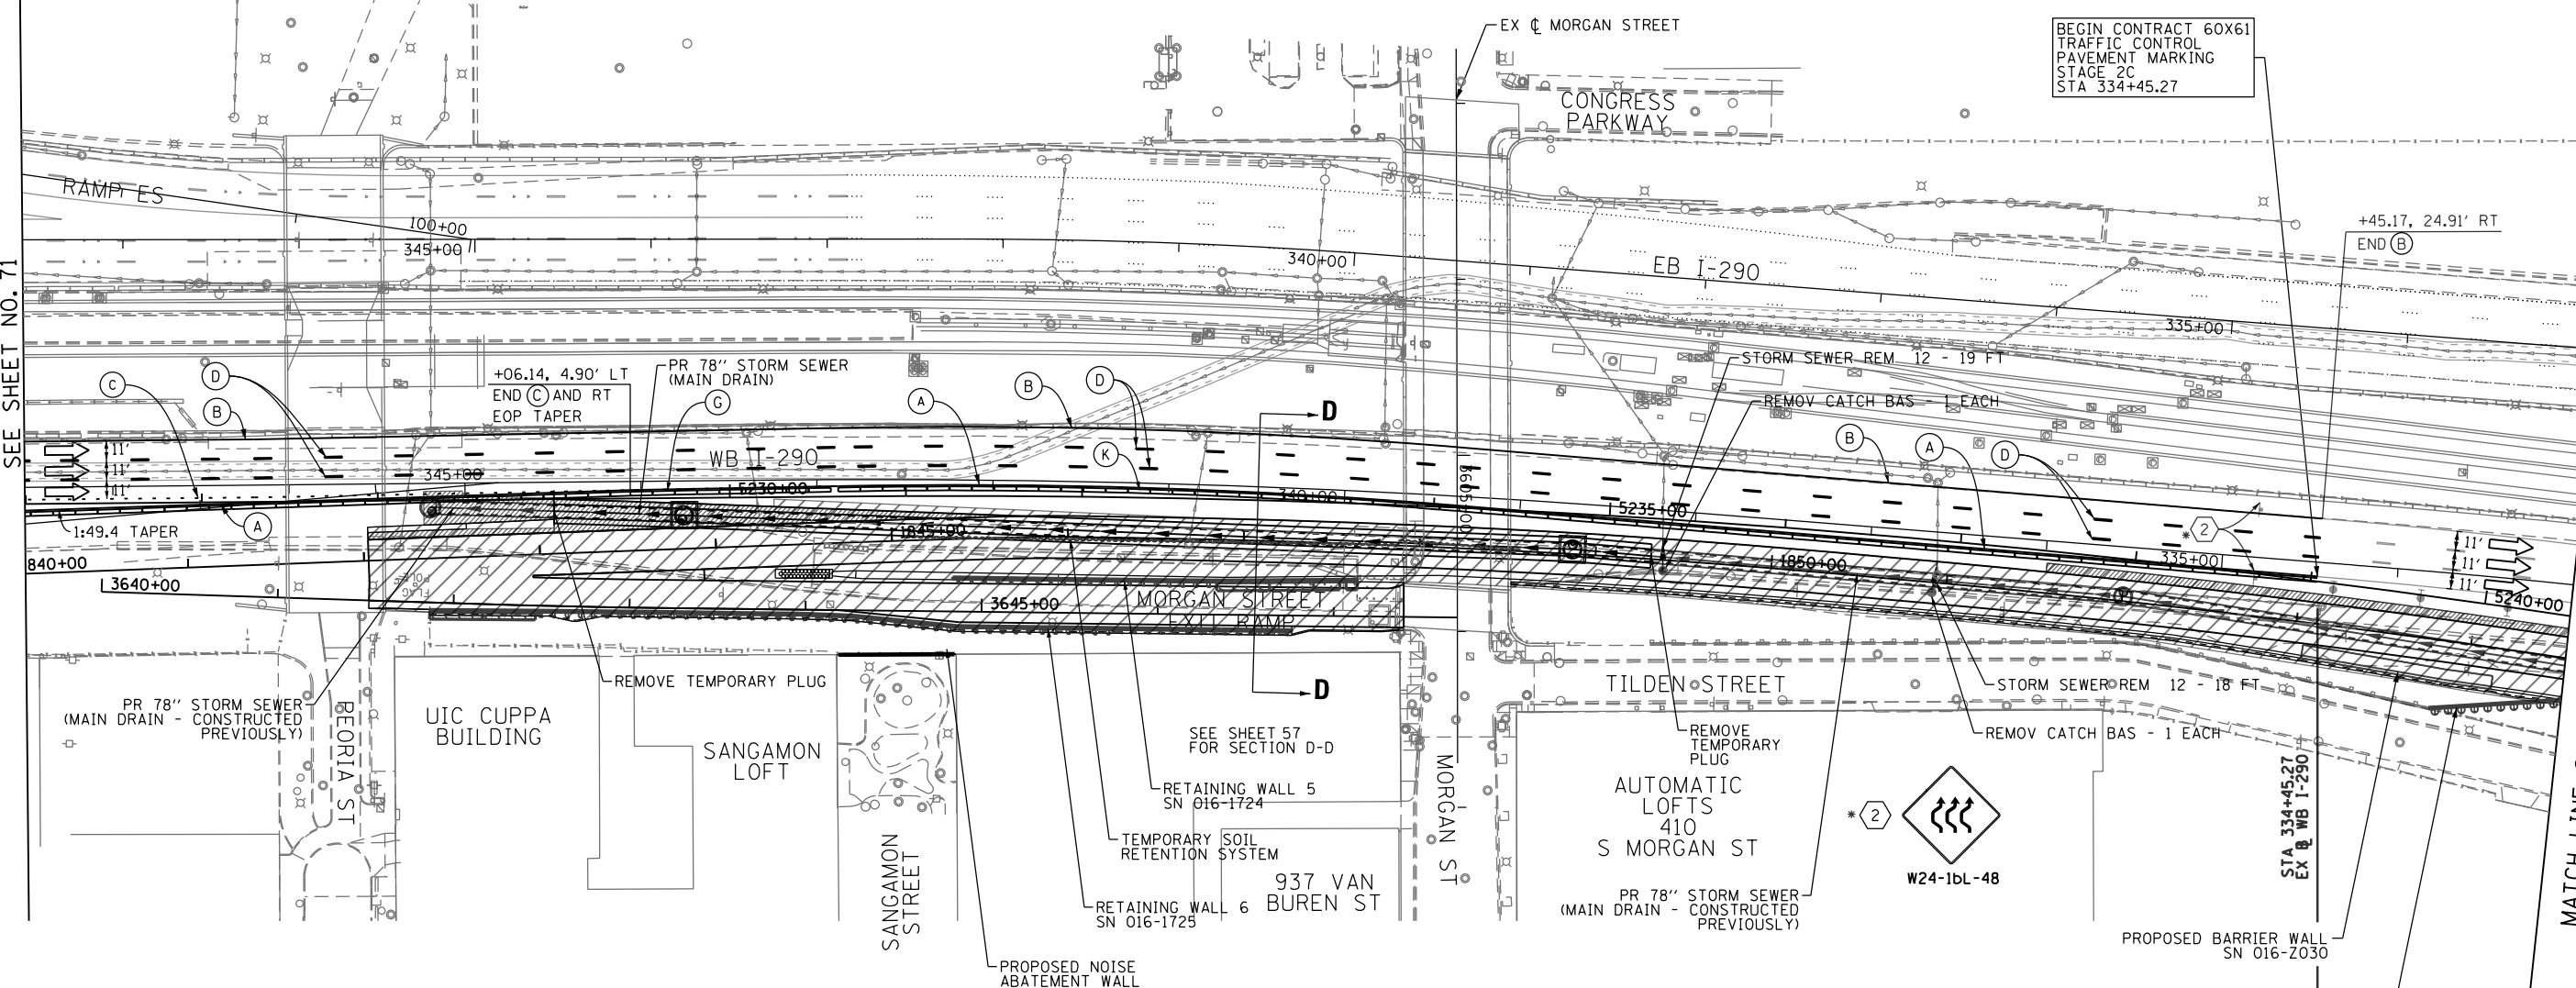 EX ℄ MORGAN STREET
BEGIN CONTRACT 60X61
TRAFFIC CONTROL
PAVEMENT MARKING
STAGE 2C
STA 334+45.27
CONGRESS
PARKWAY
RAMP ES
100+00
345+00
340+00
EB I-290
335+00
+45.17, 24.91' RT
END B
SEE SHEET NO. 71
C
D
B
+06.14, 4.90' LT
END C AND RT
EOP TAPER
PR 78" STORM SEWER
(MAIN DRAIN)
G
A
B
D
D
STORM SEWER REM 12 - 19 FT
REMOV CATCH BAS - 1 EACH
B
A
D
K
11'
11'
11'
WB I-290
345+00
5230+00
340+00
3605+00
5235+00
* 2
11'
11'
11'
A
1:49.4 TAPER
1845+00
1850+00
335+00
840+00
3640+00
FLAG
POLE
3645+00
MORGAN STREET
EXIT RAMP
5240+00
REMOVE TEMPORARY PLUG
PR 78" STORM SEWER
(MAIN DRAIN - CONSTRUCTED
PREVIOUSLY)
PEORIA ST
UIC CUPPA
BUILDING
SANGAMON
LOFT
D
SEE SHEET 57
FOR SECTION D-D
TILDEN STREET
STORM SEWER REM 12 - 18 FT
REMOVE
TEMPORARY
PLUG
REMOV CATCH BAS - 1 EACH
RETAINING WALL 5
SN 016-1724
MORGAN ST
AUTOMATIC
LOFTS
410
S MORGAN ST
* 2
W24-1bL-48
STA 334+45.27
EX ℄ WB I-290
TEMPORARY SOIL
RETENTION SYSTEM
SANGAMON
STREET
937 VAN
BUREN ST
RETAINING WALL 6
SN 016-1725
PR 78" STORM SEWER
(MAIN DRAIN - CONSTRUCTED
PREVIOUSLY)
PROPOSED BARRIER WALL
SN 016-Z030
PROPOSED NOISE
ABATEMENT WALL
MATCH LINE